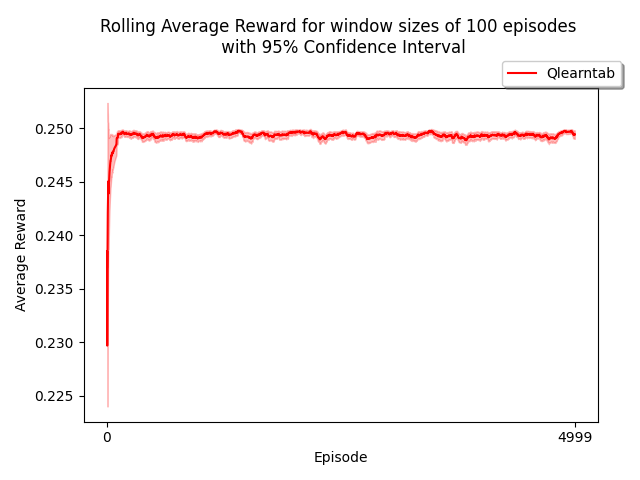 Rolling Average Reward for window sizes of 100 episodes
with 95% Confidence Interval
Qlearntab
0.250
0.245
0.240
0.235
0.230
0.225
Average Reward
0
4999
Episode